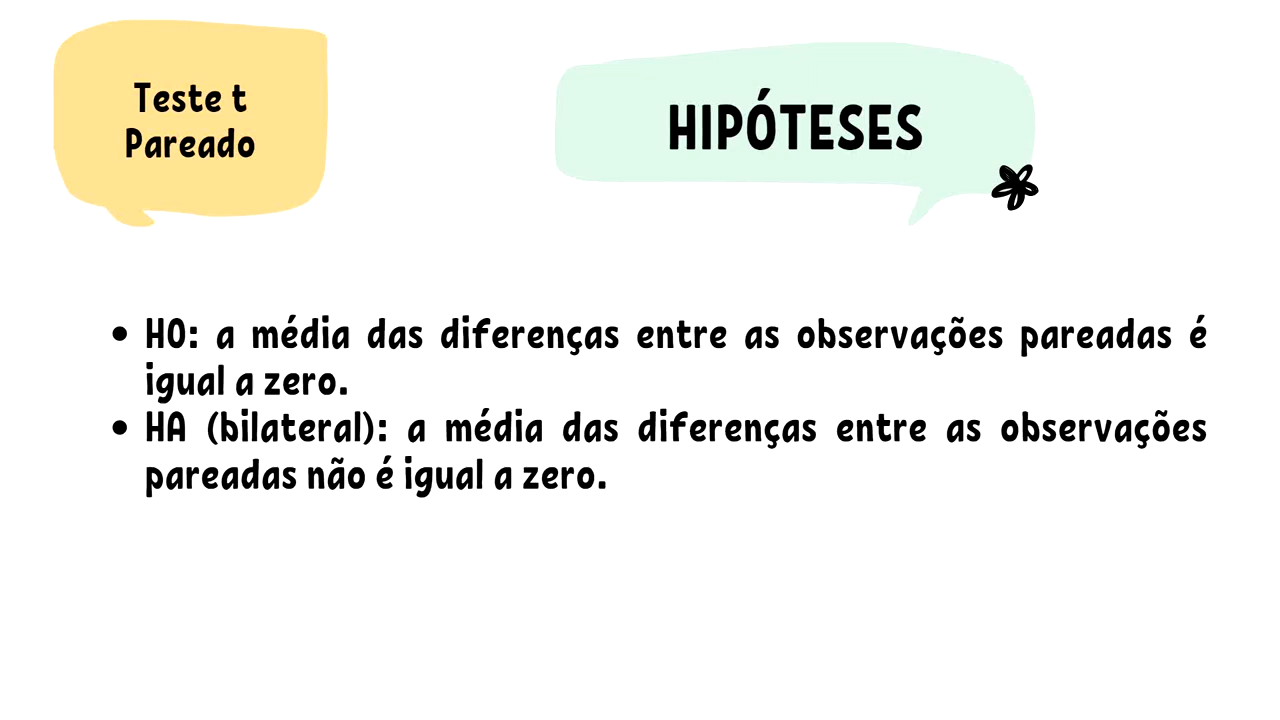 Teste t
Pareado
HIPÓTESES
• H0: a média das diferenças entre as observações pareadas é
igual a zero.
• HA (bilateral): a média das diferenças entre as observações
pareadas não é igual a zero.